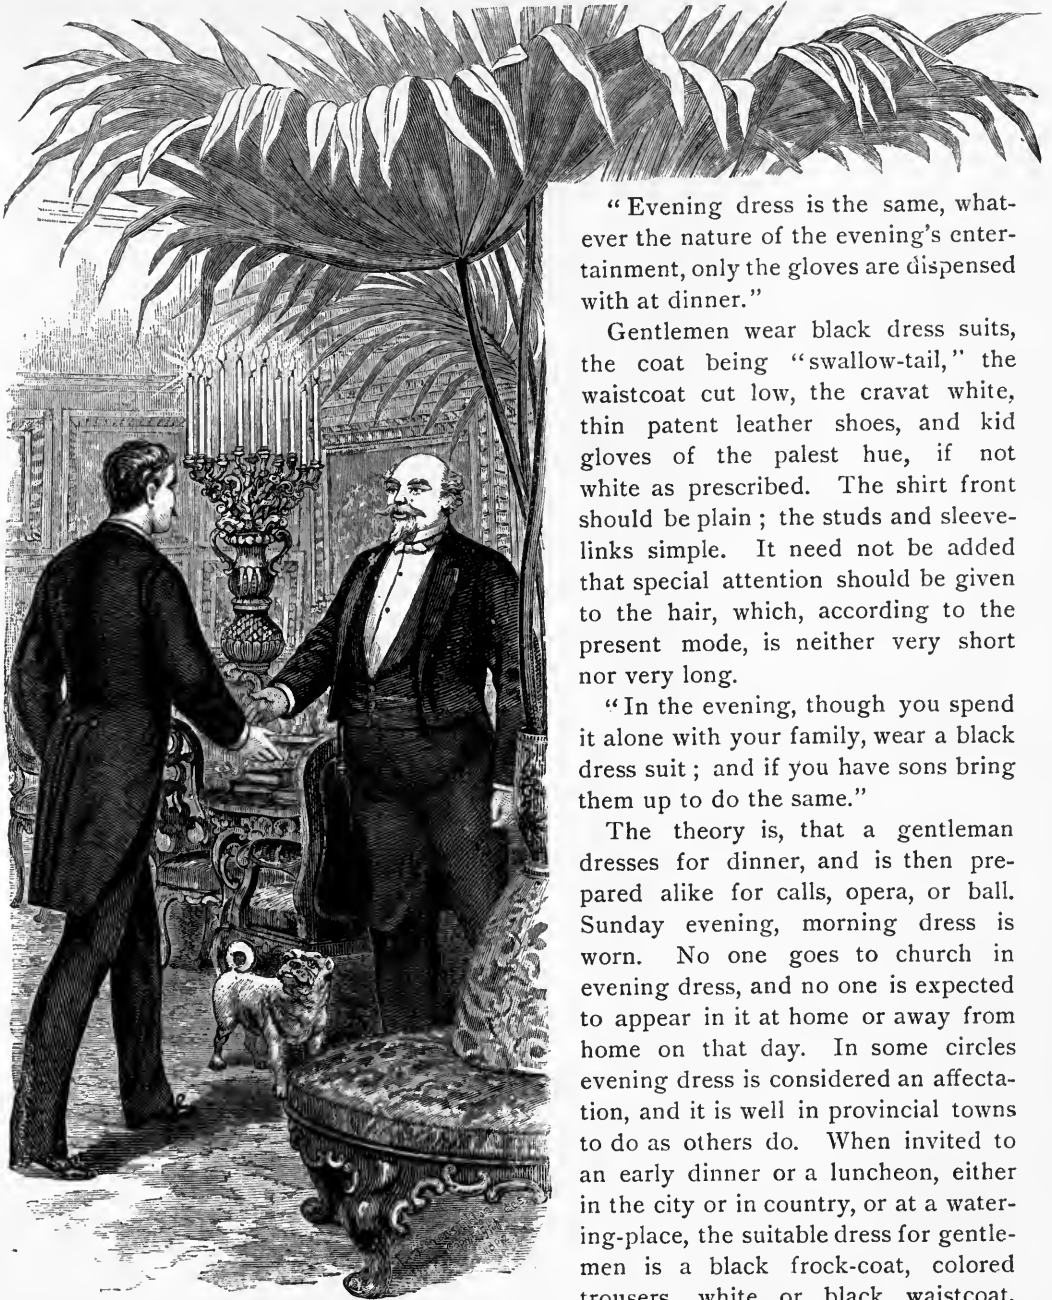 “ Evening dress is the same, what-
ever the nature of the evening’s enter-
tainment, only the gloves are dispensed
with at dinner.”
Gentlemen wear black dress suits,
the coat being “swallow-tail,” the
waistcoat cut low, the cravat white,
thin patent leather shoes, and kid
gloves of the palest hue, if not
white as prescribed. The shirt front
should be plain ; the studs and sleeve-
links simple. It need not be added
that special attention should be given
to the hair, which, according to the
present mode, is neither very short
nor very long.
“ In the evening, though you spend
it alone with your family, wear a black
dress suit ; and if you have sons bring
them up to do the same.”
The theory is, that a gentleman
dresses for dinner, and is then pre-
pared alike for calls, opera, or ball.
Sunday evening, morning dress is
worn. No one goes to church in
evening dress, and no one is expected
to appear in it at home or away from
home on that day. In some circles
evening dress is considered an affecta-
tion, and it is well in provincial towns
to do as others do. When invited to
an early dinner or a luncheon, either
in the city or in country, or at a water-
ing-place, the suitable dress for gentle-
men is a black frock-coat, colored
trousers, white or black waistcoat,